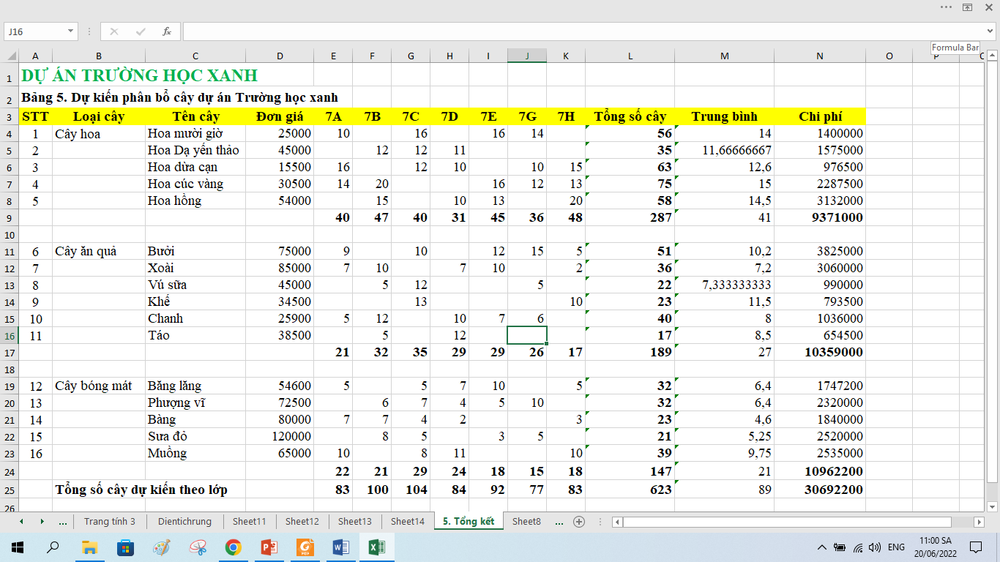 J16
fx
Formula Bar
A B C D E F G H I J K L M N O P
1 DỰ ÁN TRƯỜNG HỌC XANH
2 Bảng 5. Dự kiến phân bổ cây dự án Trường học xanh
3 STT Loại cây Tên cây Đơn giá 7A 7B 7C 7D 7E 7G 7H Tổng số cây Trung bình Chi phí
4 1 Cây hoa Hoa mười giờ 25000 10 16 16 14 56 14 1400000
5 2 Hoa Dạ yến thảo 45000 12 12 11 35 11,66666667 1575000
6 3 Hoa dừa cạn 15500 16 12 10 10 15 63 12,6 976500
7 4 Hoa cúc vàng 30500 14 20 16 12 13 75 15 2287500
8 5 Hoa hồng 54000 15 10 13 20 58 14,5 3132000
9 40 47 40 31 45 36 48 287 41 9371000
10
11 6 Cây ăn quả Bưởi 75000 9 10 12 15 5 51 10,2 3825000
12 7 Xoài 85000 7 10 7 10 2 36 7,2 3060000
13 8 Vú sữa 45000 5 12 5 22 7,333333333 990000
14 9 Khế 34500 13 10 23 11,5 793500
15 10 Chanh 25900 5 12 10 7 6 40 8 1036000
16 11 Táo 38500 5 12 17 8,5 654500
17 21 32 35 29 29 26 17 189 27 10359000
18
19 12 Cây bóng mát Băng lăng 54600 5 5 7 10 5 32 6,4 1747200
20 13 Phượng vĩ 72500 6 7 4 5 10 32 6,4 2320000
21 14 Bàng 80000 7 7 4 2 3 23 4,6 1840000
22 15 Sưa đỏ 120000 8 5 3 5 21 5,25 2520000
23 16 Muồng 65000 10 8 11 10 39 9,75 2535000
24 22 21 29 24 18 15 18 147 21 10962200
25 Tổng số cây dự kiến theo lớp 83 100 104 84 92 77 83 623 89 30692200
26
... Trang tính 3 Dientichrung Sheet11 Sheet12 Sheet13 Sheet14 5. Tổng kết Sheet8 ...
ENG 11:00 SA
20/06/2022